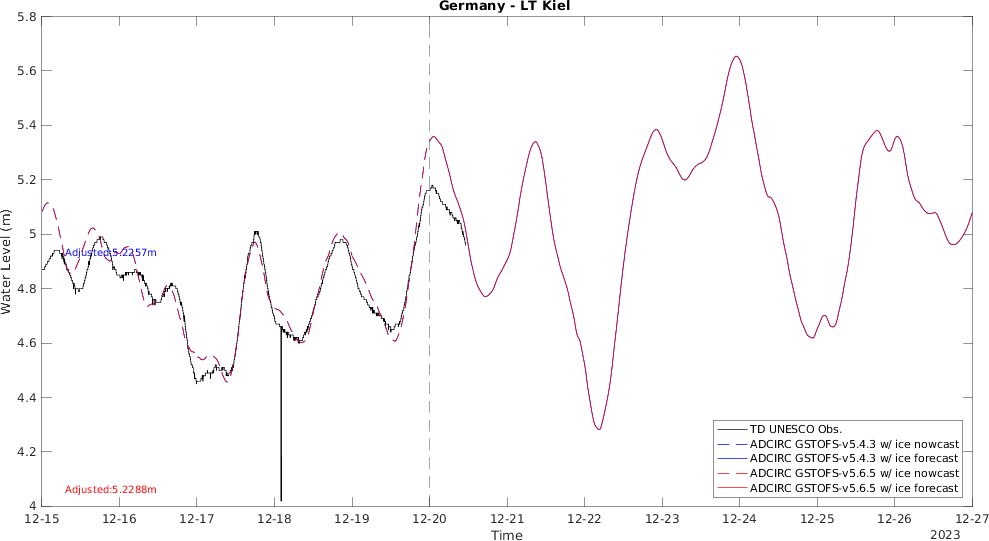 Germany - LT Kiel
5.8
5.6
5.4
5.2
5
4.8
4.6
4.4
4.2
4
Water Level (m)
Adjusted:5.2257m
Adjusted:5.2288m
TD UNESCO Obs.
ADCIRC GSTOFS-v5.4.3 w/ ice nowcast
ADCIRC GSTOFS-v5.4.3 w/ ice forecast
ADCIRC GSTOFS-v5.6.5 w/ ice nowcast
ADCIRC GSTOFS-v5.6.5 w/ ice forecast
12-15 12-16 12-17 12-18 12-19 12-20 12-21 12-22 12-23 12-24 12-25 12-26 12-27
Time
2023